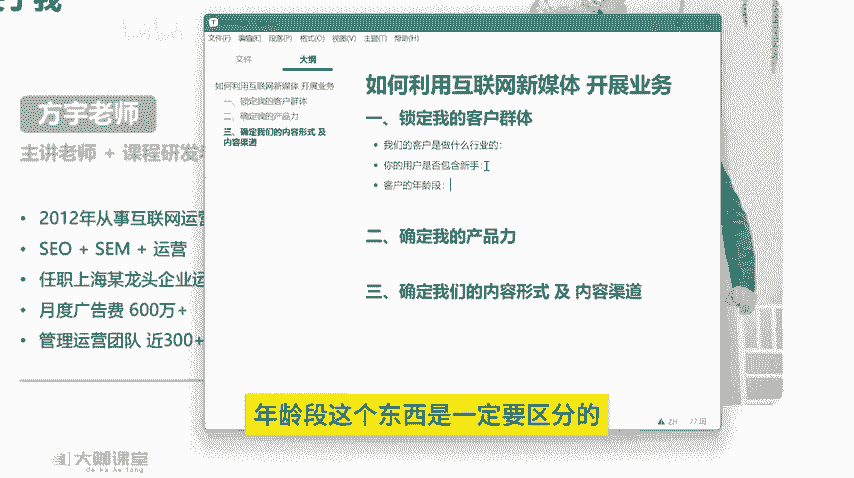 于我
方宇老师
主讲老师 + 课程研发
• 2012年从事互联网运营
• SEO + SEM + 运营
• 任职上海某龙头企业运
• 月度广告费 600万+
• 管理运营团队 近300+
文件(F) 编辑(E) 段落(P) 格式(O) 视图(V) 主题(T) 帮助(H)
文件 大纲
如何利用互联网新媒体 开展业务
一、锁定我的客户群体
二、确定我的产品力
三、确定我们的内容形式 及
内容渠道
如何利用互联网新媒体 开展业务
一、锁定我的客户群体
• 我们的客户是做什么行业的：
• 你的用户是否包含新手：
• 客户的年龄段：
二、确定我的产品力
三、确定我们的内容形式 及 内容渠道
ZH 77 词
年龄段这个东西是一定要区分的
大卿课堂
da ke ke tang